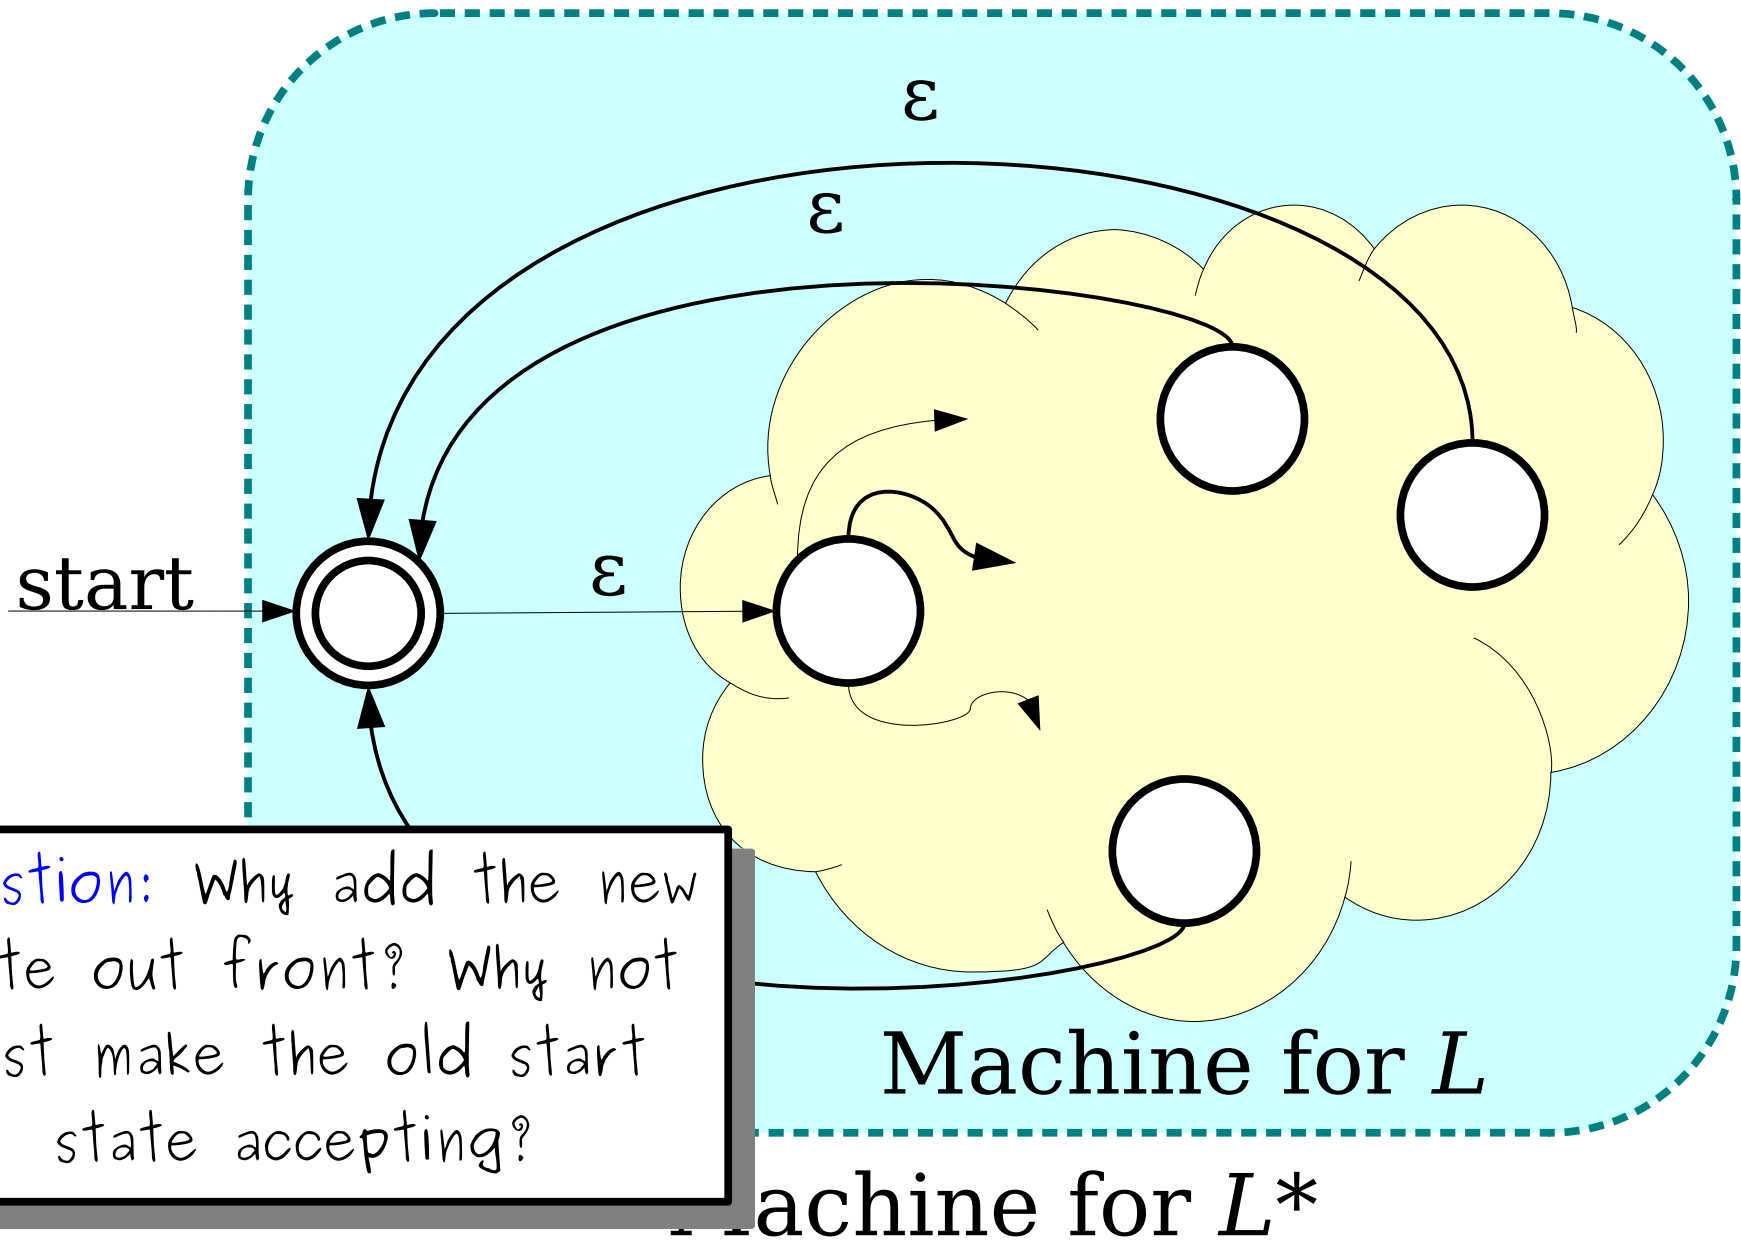 ε
ε
start
ε
stion: Why add the new
te out front? Why not
st make the old start
state accepting?
Machine for L
Machine for L*